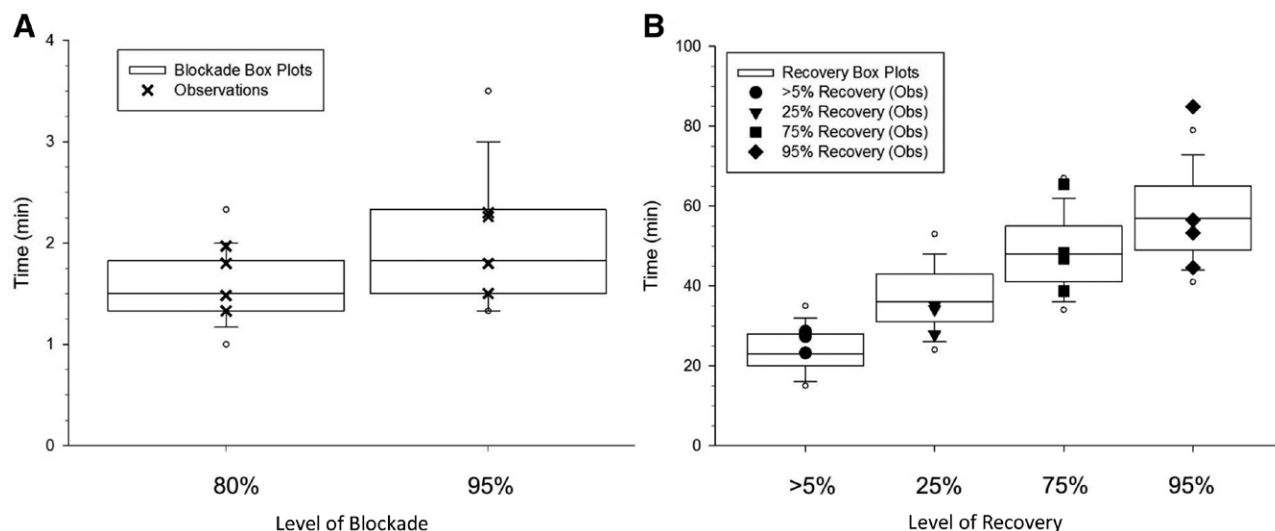 A
Blockade Box Plots
Observations
Time (min)
4
3
2
1
0
80% 95%
Level of Blockade
B
Recovery Box Plots
>5% Recovery (Obs)
25% Recovery (Obs)
75% Recovery (Obs)
95% Recovery (Obs)
Time (min)
100
80
60
40
20
0
>5% 25% 75% 95%
Level of Recovery